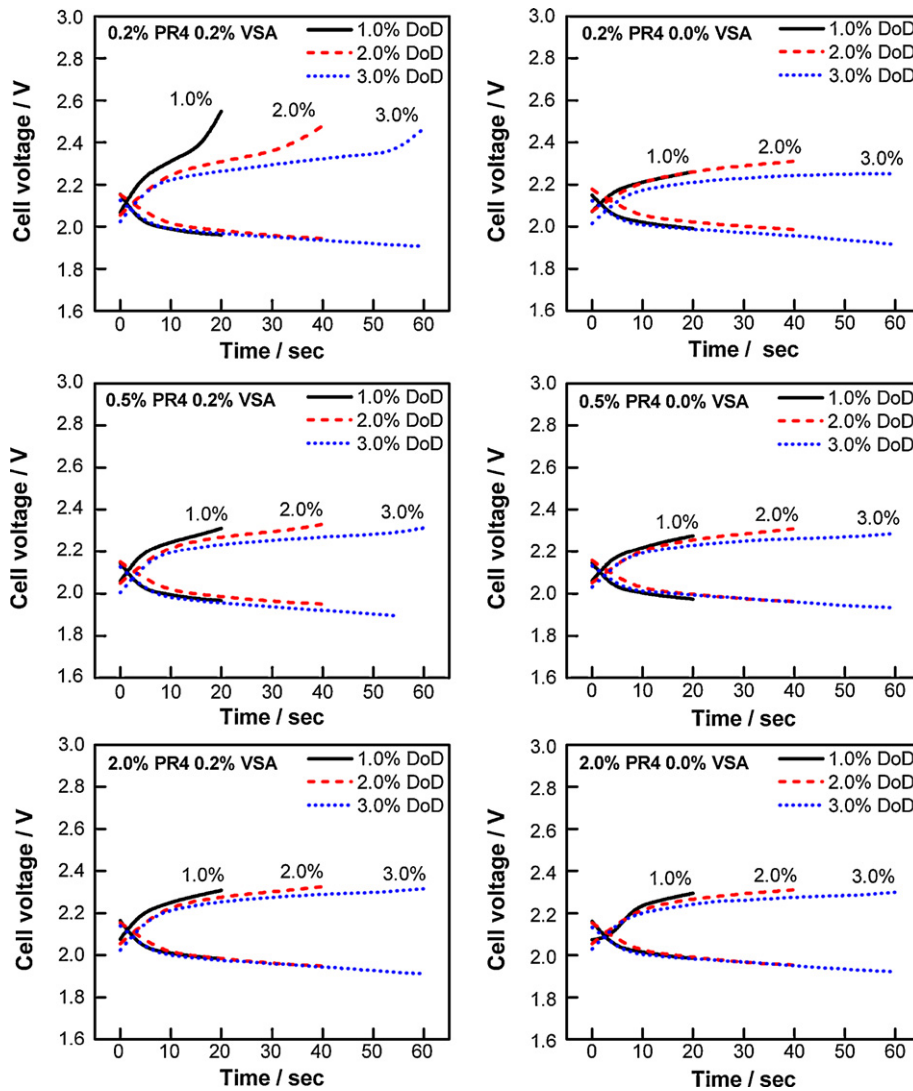 3.0
0.2% PR4 0.2% VSA
1.0% DoD
2.8
2.0% DoD
3.0% DoD
2.6
1.0%
2.0%
3.0%
2.4
2.2
2.0
1.8
1.6
Cell voltage / V
0 10 20 30 40 50 60
Time / sec
3.0
0.2% PR4 0.0% VSA
1.0% DoD
2.8
2.0% DoD
3.0% DoD
2.6
2.4
1.0%
2.0%
3.0%
2.2
2.0
1.8
1.6
Cell voltage / V
0 10 20 30 40 50 60
Time / sec
3.0
0.5% PR4 0.2% VSA
1.0% DoD
2.8
2.0% DoD
3.0% DoD
2.6
2.4
1.0%
2.0%
3.0%
2.2
2.0
1.8
1.6
Cell voltage / V
0 10 20 30 40 50 60
Time / sec
3.0
0.5% PR4 0.0% VSA
1.0% DoD
2.8
2.0% DoD
3.0% DoD
2.6
2.4
1.0%
2.0%
3.0%
2.2
2.0
1.8
1.6
Cell voltage / V
0 10 20 30 40 50 60
Time / sec
3.0
2.0% PR4 0.2% VSA
1.0% DoD
2.8
2.0% DoD
3.0% DoD
2.6
2.4
1.0%
2.0%
3.0%
2.2
2.0
1.8
1.6
Cell voltage / V
0 10 20 30 40 50 60
Time / sec
3.0
2.0% PR4 0.0% VSA
1.0% DoD
2.8
2.0% DoD
3.0% DoD
2.6
2.4
1.0%
2.0%
3.0%
2.2
2.0
1.8
1.6
Cell voltage / V
0 10 20 30 40 50 60
Time / sec